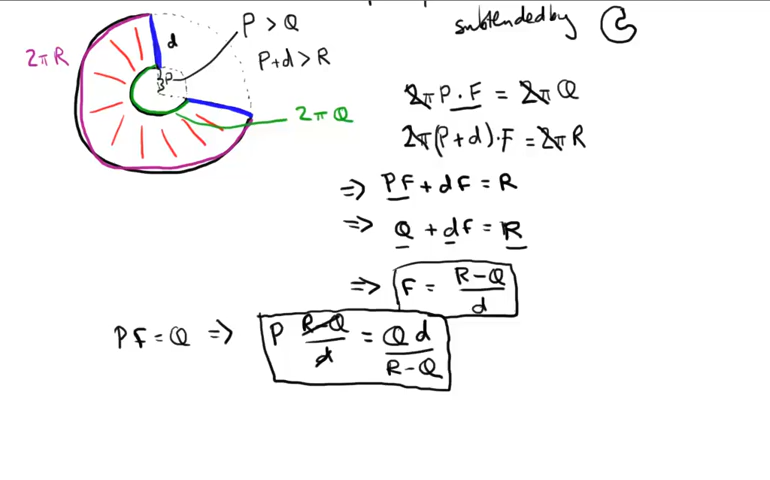 subtended by
P > Q
P+d > R
d
2πR
P
2πQ
2πP · F = 2πQ
2π(P+d) · F = 2πR
⇒ PF + dF = R
⇒ Q + dF = R
⇒ F = (R-Q)/d
PF = Q ⇒ P (R-Q)/d = Qd/(R-Q)